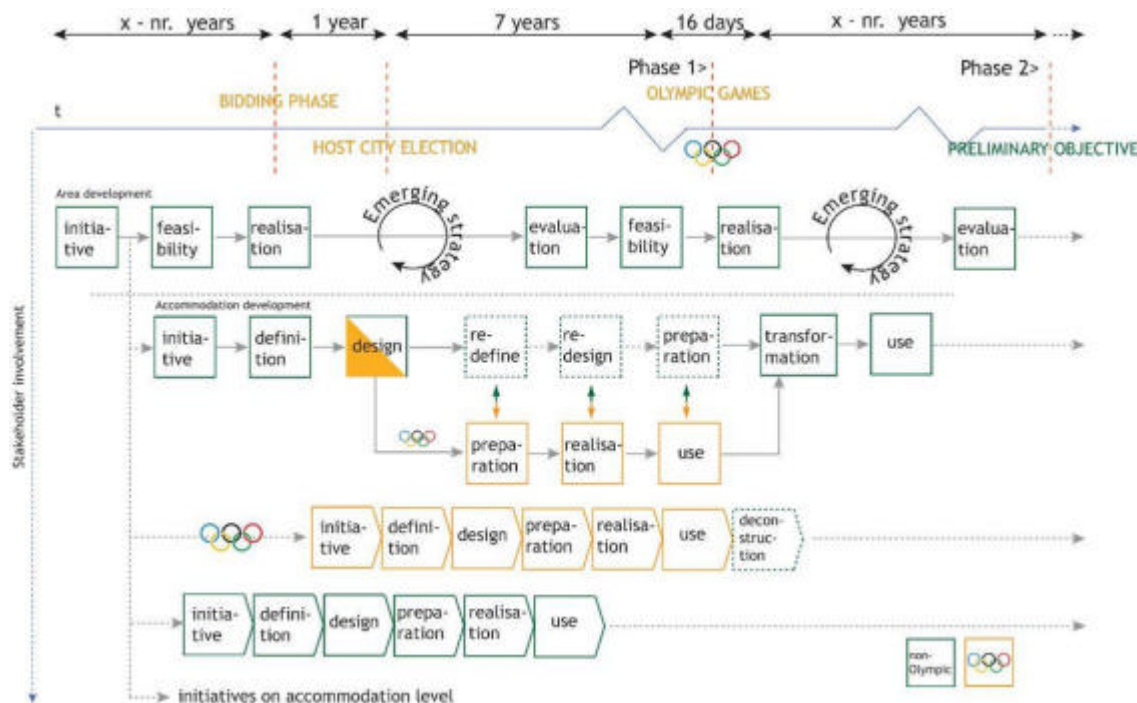 x - nr. years
1 year
7 years
16 days
x - nr. years
Phase 1>
Phase 2>
t
BIDDING PHASE
OLYMPIC GAMES
HOST CITY ELECTION
PRELIMINARY OBJECTIVE
Stakeholder involvement
Area development
initia-
tive
feasi-
bility
realisa-
tion
Emerging strategy
evalua-
tion
feasi-
bility
realisa-
tion
Emerging strategy
evalua-
tion
Accommodation development
initia-
tive
defini-
tion
design
re-
define
re-
design
prepa-
ration
transfor-
mation
use
prepa-
ration
realisa-
tion
use
initia-
tive
defini-
tion
design
prepa-
ration
realisa-
tion
use
decon-
struc-
tion
initia-
tive
defini-
tion
design
prepa-
ration
realisa-
tion
use
non-
Olympic
initiatives on accommodation level